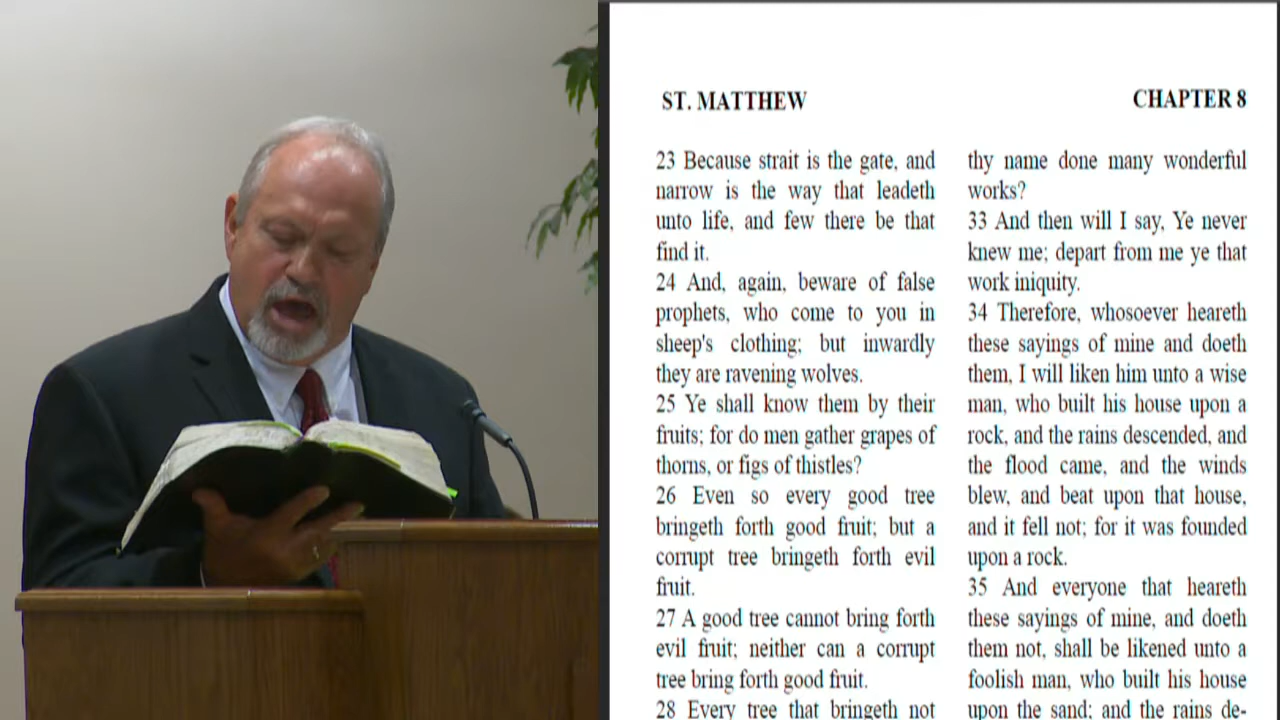 ST. MATTHEW
CHAPTER 8
23 Because strait is the gate, and
narrow is the way that leadeth
unto life, and few there be that
find it.
24 And, again, beware of false
prophets, who come to you in
sheep's clothing; but inwardly
they are ravening wolves.
25 Ye shall know them by their
fruits; for do men gather grapes of
thorns, or figs of thistles?
26 Even so every good tree
bringeth forth good fruit; but a
corrupt tree bringeth forth evil
fruit.
27 A good tree cannot bring forth
evil fruit; neither can a corrupt
tree bring forth good fruit.
28 Every tree that bringeth not
thy name done many wonderful
works?
33 And then will I say, Ye never
knew me; depart from me ye that
work iniquity.
34 Therefore, whosoever heareth
these sayings of mine and doeth
them, I will liken him unto a wise
man, who built his house upon a
rock, and the rains descended, and
the flood came, and the winds
blew, and beat upon that house,
and it fell not; for it was founded
upon a rock.
35 And everyone that heareth
these sayings of mine, and doeth
them not, shall be likened unto a
foolish man, who built his house
upon the sand; and the rains de-